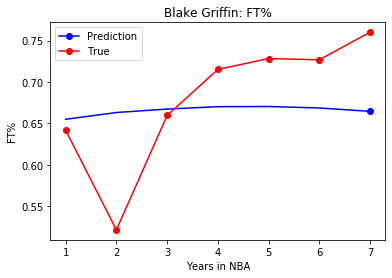 Blake Griffin: FT%
Prediction
True
FT%
0.75
0.70
0.65
0.60
0.55
1 2 3 4 5 6 7
Years in NBA